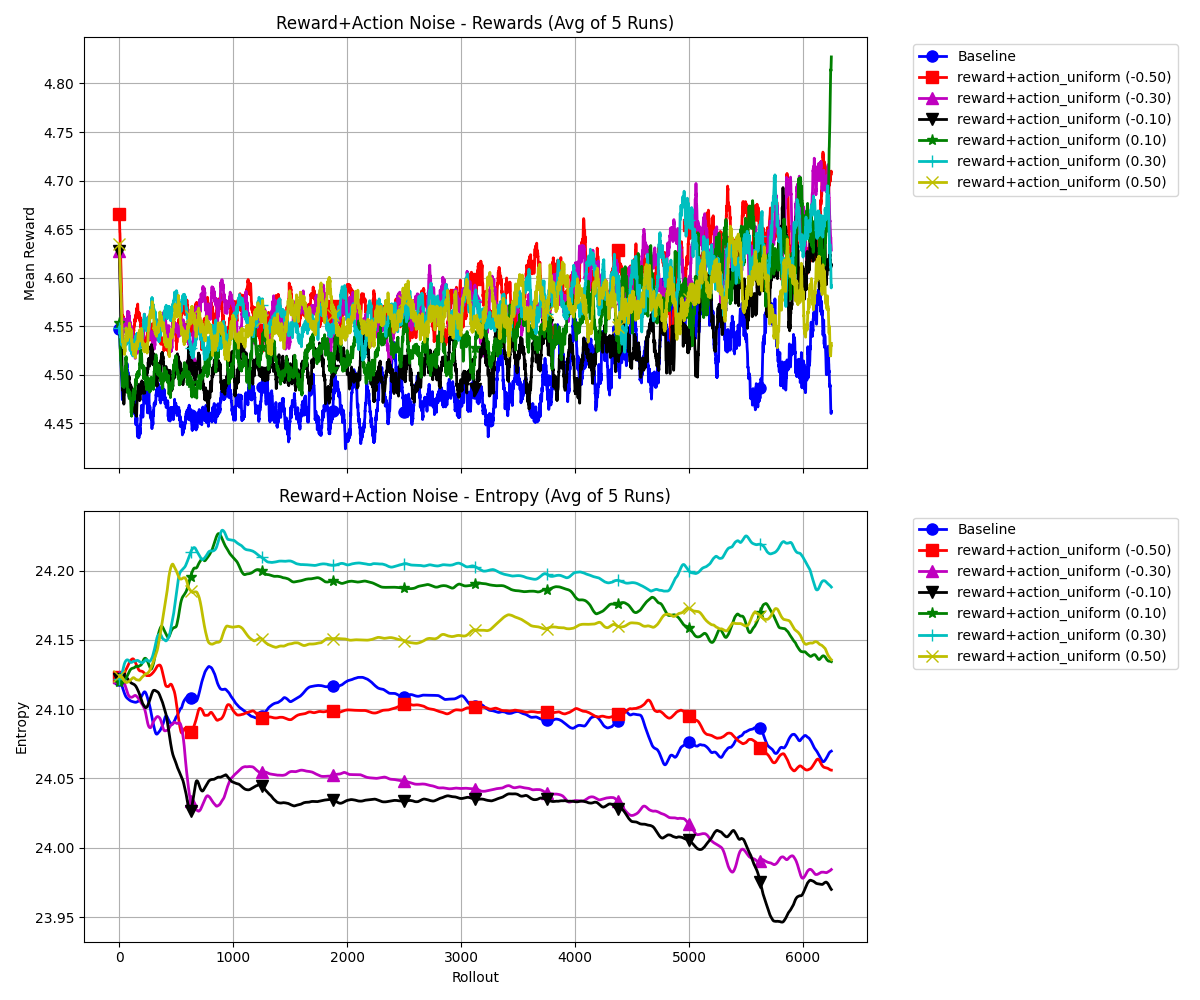 Reward+Action Noise - Rewards (Avg of 5 Runs)
4.80
4.75
4.70
4.65
4.60
4.55
4.50
4.45
Mean Reward
Baseline
reward+action_uniform (-0.50)
reward+action_uniform (-0.30)
reward+action_uniform (-0.10)
reward+action_uniform (0.10)
reward+action_uniform (0.30)
reward+action_uniform (0.50)
Reward+Action Noise - Entropy (Avg of 5 Runs)
24.20
24.15
24.10
24.05
24.00
23.95
Entropy
0 1000 2000 3000 4000 5000 6000
Rollout
Baseline
reward+action_uniform (-0.50)
reward+action_uniform (-0.30)
reward+action_uniform (-0.10)
reward+action_uniform (0.10)
reward+action_uniform (0.30)
reward+action_uniform (0.50)